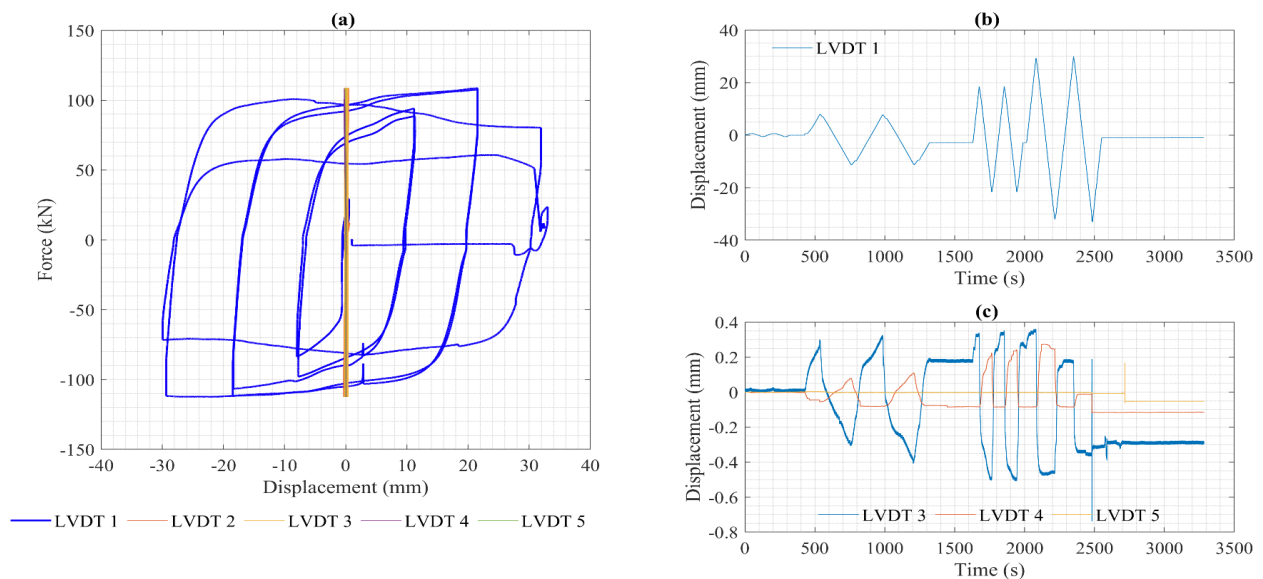 (a)
150
100
50
0
-50
-100
-150
Force (kN)
-40 -30 -20 -10 0 10 20 30 40
Displacement (mm)
LVDT 1 LVDT 2 LVDT 3 LVDT 4 LVDT 5
(b)
40
20
0
-20
-40
Displacement (mm)
LVDT 1
0 500 1000 1500 2000 2500 3000 3500
Time (s)
(c)
0.4
0.2
0
-0.2
-0.4
-0.6
-0.8
Displacement (mm)
LVDT 3 LVDT 4 LVDT 5
0 500 1000 1500 2000 2500 3000 3500
Time (s)